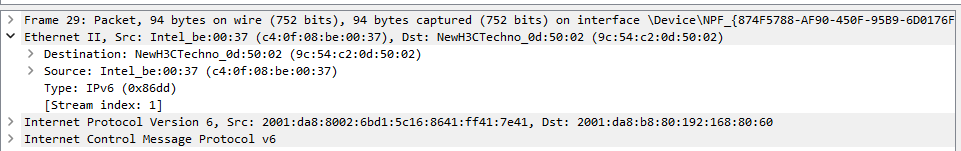 Frame 29: Packet, 94 bytes on wire (752 bits), 94 bytes captured (752 bits) on interface \Device\NPF_{874F5788-AF90-450F-95B9-6D0176F
Ethernet II, Src: Intel_be:00:37 (c4:0f:08:be:00:37), Dst: NewH3CTechno_0d:50:02 (9c:54:c2:0d:50:02)
Destination: NewH3CTechno_0d:50:02 (9c:54:c2:0d:50:02)
Source: Intel_be:00:37 (c4:0f:08:be:00:37)
Type: IPv6 (0x86dd)
[Stream index: 1]
Internet Protocol Version 6, Src: 2001:da8:8002:6bd1:5c16:8641:ff41:7e41, Dst: 2001:da8:b8:80:192:168:80:60
Internet Control Message Protocol v6